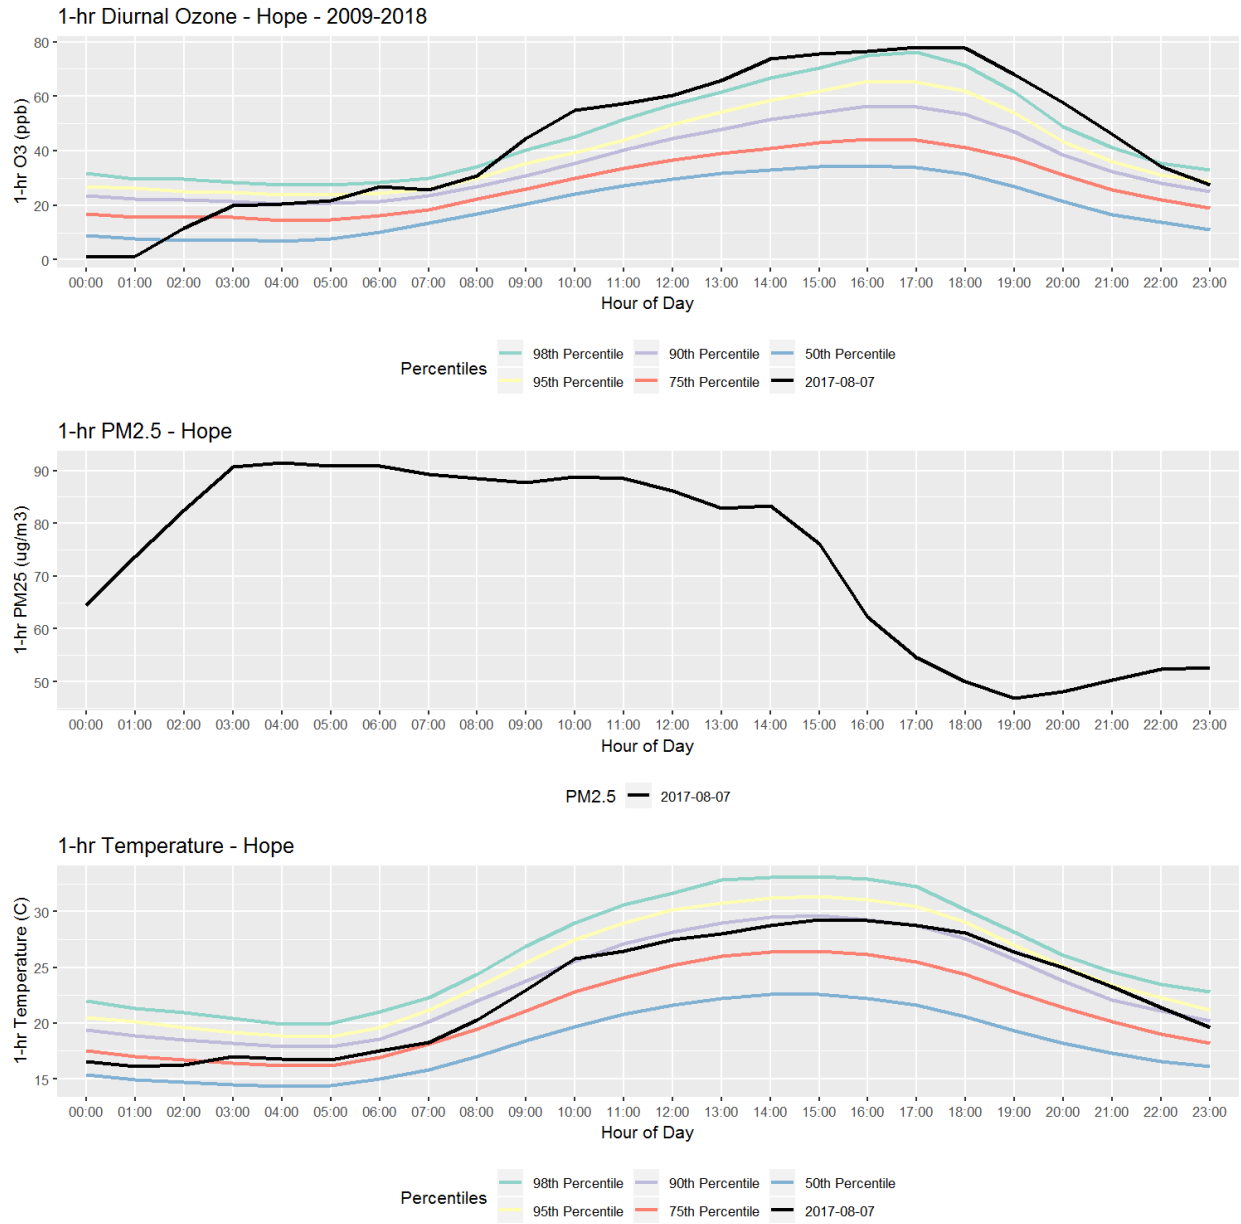 1-hr Diurnal Ozone - Hope - 2009-2018
1-hr O3 (ppb)
80
60
40
20
0
00:00 01:00 02:00 03:00 04:00 05:00 06:00 07:00 08:00 09:00 10:00 11:00 12:00 13:00 14:00 15:00 16:00 17:00 18:00 19:00 20:00 21:00 22:00 23:00
Hour of Day
Percentiles
98th Percentile 90th Percentile 50th Percentile
95th Percentile 75th Percentile 2017-08-07
1-hr PM2.5 - Hope
1-hr PM25 (ug/m3)
90
80
70
60
50
00:00 01:00 02:00 03:00 04:00 05:00 06:00 07:00 08:00 09:00 10:00 11:00 12:00 13:00 14:00 15:00 16:00 17:00 18:00 19:00 20:00 21:00 22:00 23:00
Hour of Day
PM2.5 2017-08-07
1-hr Temperature - Hope
1-hr Temperature (C)
30
25
20
15
00:00 01:00 02:00 03:00 04:00 05:00 06:00 07:00 08:00 09:00 10:00 11:00 12:00 13:00 14:00 15:00 16:00 17:00 18:00 19:00 20:00 21:00 22:00 23:00
Hour of Day
Percentiles
98th Percentile 90th Percentile 50th Percentile
95th Percentile 75th Percentile 2017-08-07